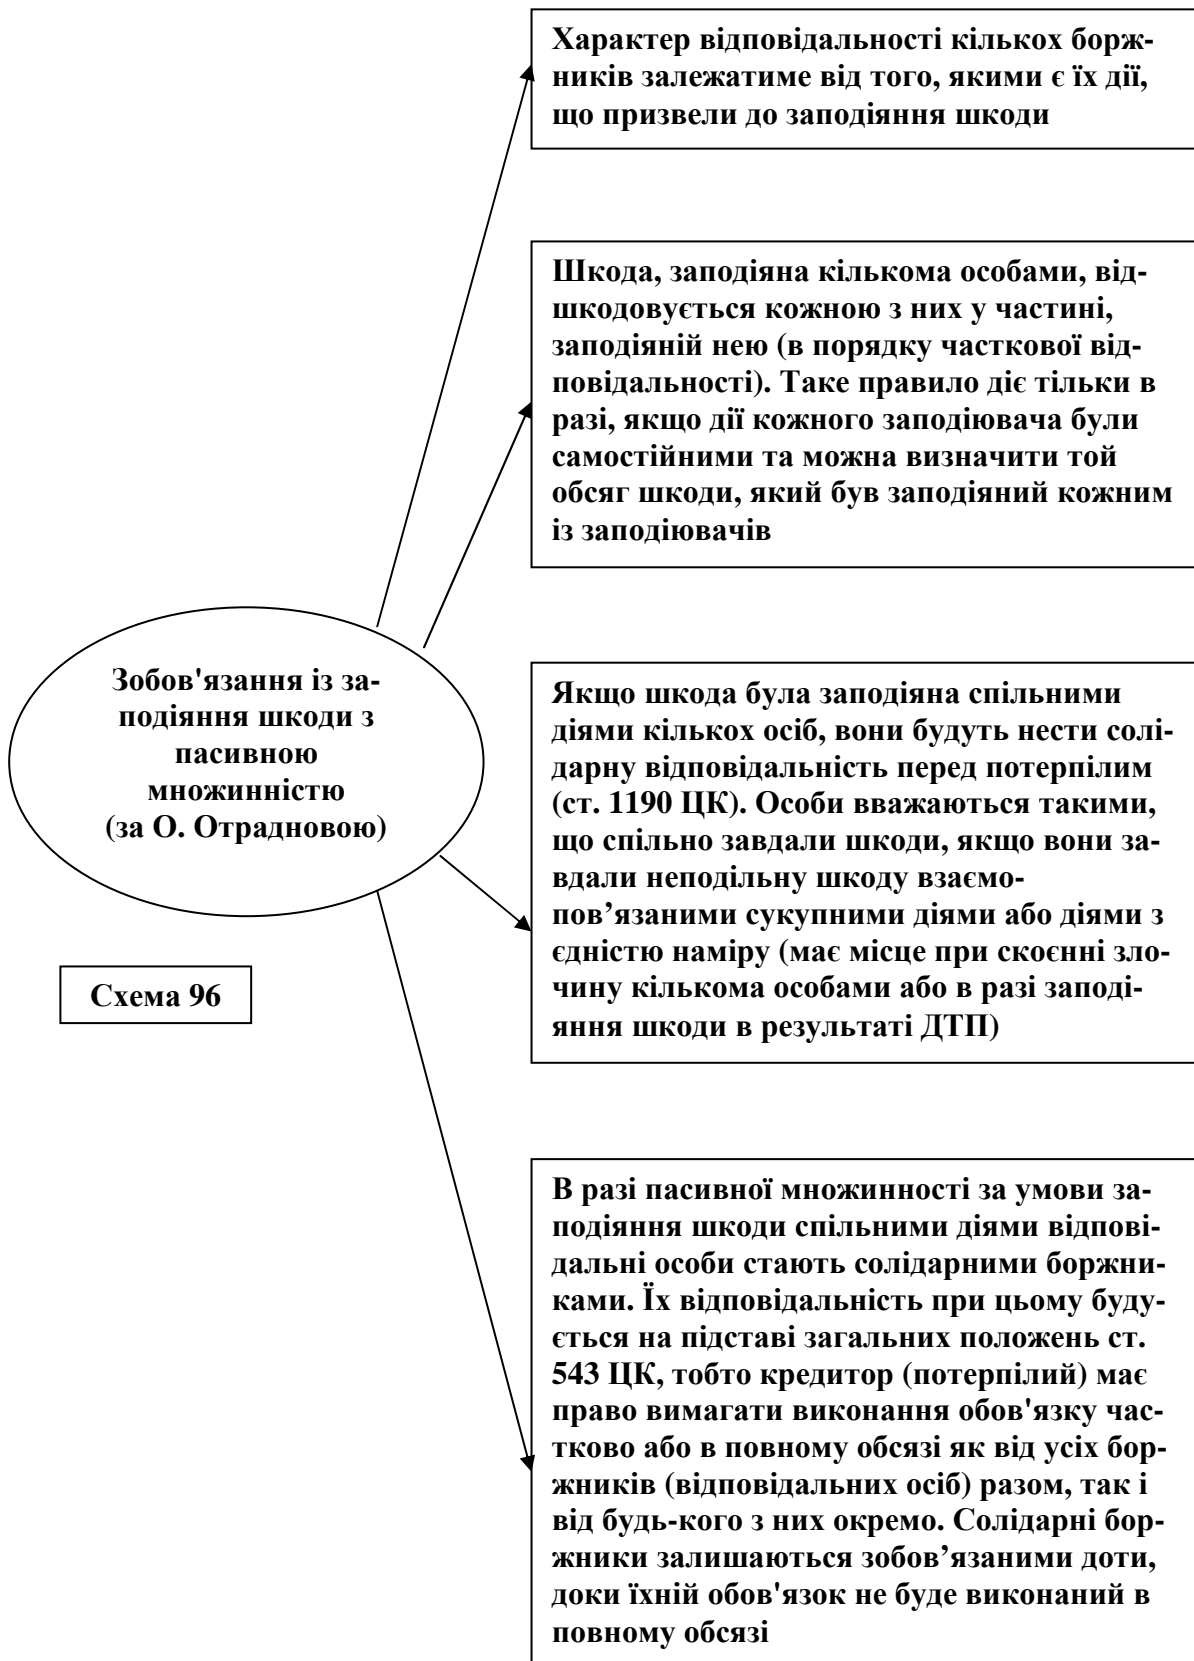 Характер відповідальності кількох борж-
ників залежатиме від того, якими є їх дії,
що призвели до заподіяння шкоди
Шкода, заподіяна кількома особами, від-
шкодовується кожною з них у частині,
заподіяній нею (в порядку часткової від-
повідальності). Таке правило діє тільки в
разі, якщо дії кожного заподіювача були
самостійними та можна визначити той
обсяг шкоди, який був заподіяний кожним
із заподіювачів
Зобов'язання із за-
подіяння шкоди з
пасивною
множинністю
(за О. Отрадновою)
Якщо шкода була заподіяна спільними
діями кількох осіб, вони будуть нести солі-
дарну відповідальність перед потерпілим
(ст. 1190 ЦК). Особи вважаються такими,
що спільно завдали шкоди, якщо вони за-
вдали неподільну шкоду взаємо-
пов’язаними сукупними діями або діями з
єдністю наміру (має місце при скоєнні зло-
чину кількома особами або в разі заподі-
яння шкоди в результаті ДТП)
Схема 96
В разі пасивної множинності за умови за-
подіяння шкоди спільними діями відпові-
дальні особи стають солідарними боржни-
ками. Їх відповідальність при цьому буду-
ється на підставі загальних положень ст.
543 ЦК, тобто кредитор (потерпілий) має
право вимагати виконання обов'язку час-
тково або в повному обсязі як від усіх бор-
жників (відповідальних осіб) разом, так і
від будь-кого з них окремо. Солідарні бор-
жники залишаються зобов’язаними доти,
доки їхній обов'язок не буде виконаний в
повному обсязі